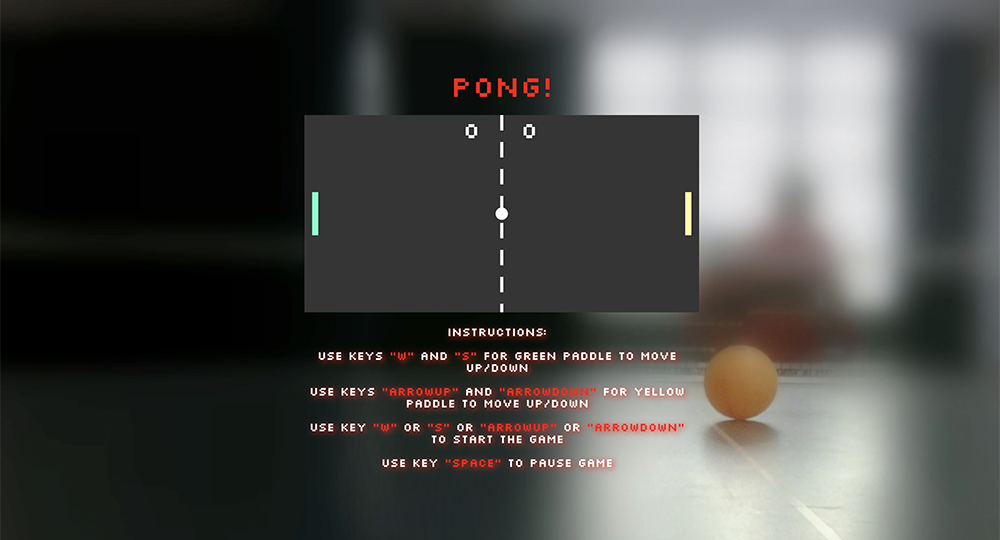 PONG!
0 0
INSTRUCTIONS:
USE KEYS "W" AND "S" FOR GREEN PADDLE TO MOVE
UP/DOWN
USE KEYS "ARROWUP" AND "ARROWDOWN" FOR YELLOW
PADDLE TO MOVE UP/DOWN
USE KEY "W" OR "S" OR "ARROWUP" OR "ARROWDOWN"
TO START THE GAME
USE KEY "SPACE" TO PAUSE GAME